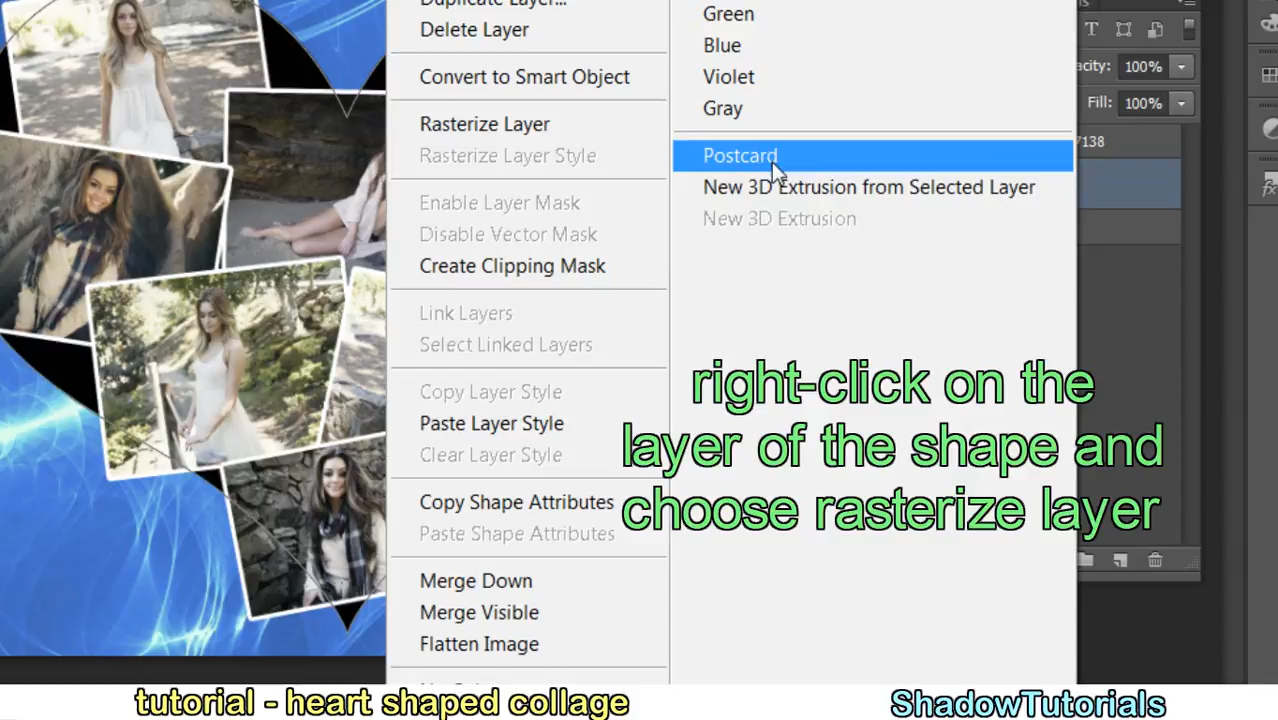 Duplicate Layer...
Delete Layer
Convert to Smart Object
Rasterize Layer
Rasterize Layer Style
Enable Layer Mask
Disable Vector Mask
Create Clipping Mask
Link Layers
Select Linked Layers
Copy Layer Style
Paste Layer Style
Clear Layer Style
Copy Shape Attributes
Paste Shape Attributes
Merge Down
Merge Visible
Flatten Image
Green
Blue
Violet
Gray
Postcard
New 3D Extrusion from Selected Layer
New 3D Extrusion
acity: 100%
Fill: 100%
7138
right-click on the
layer of the shape and
choose rasterize layer
tutorial - heart shaped collage
ShadowTutorials